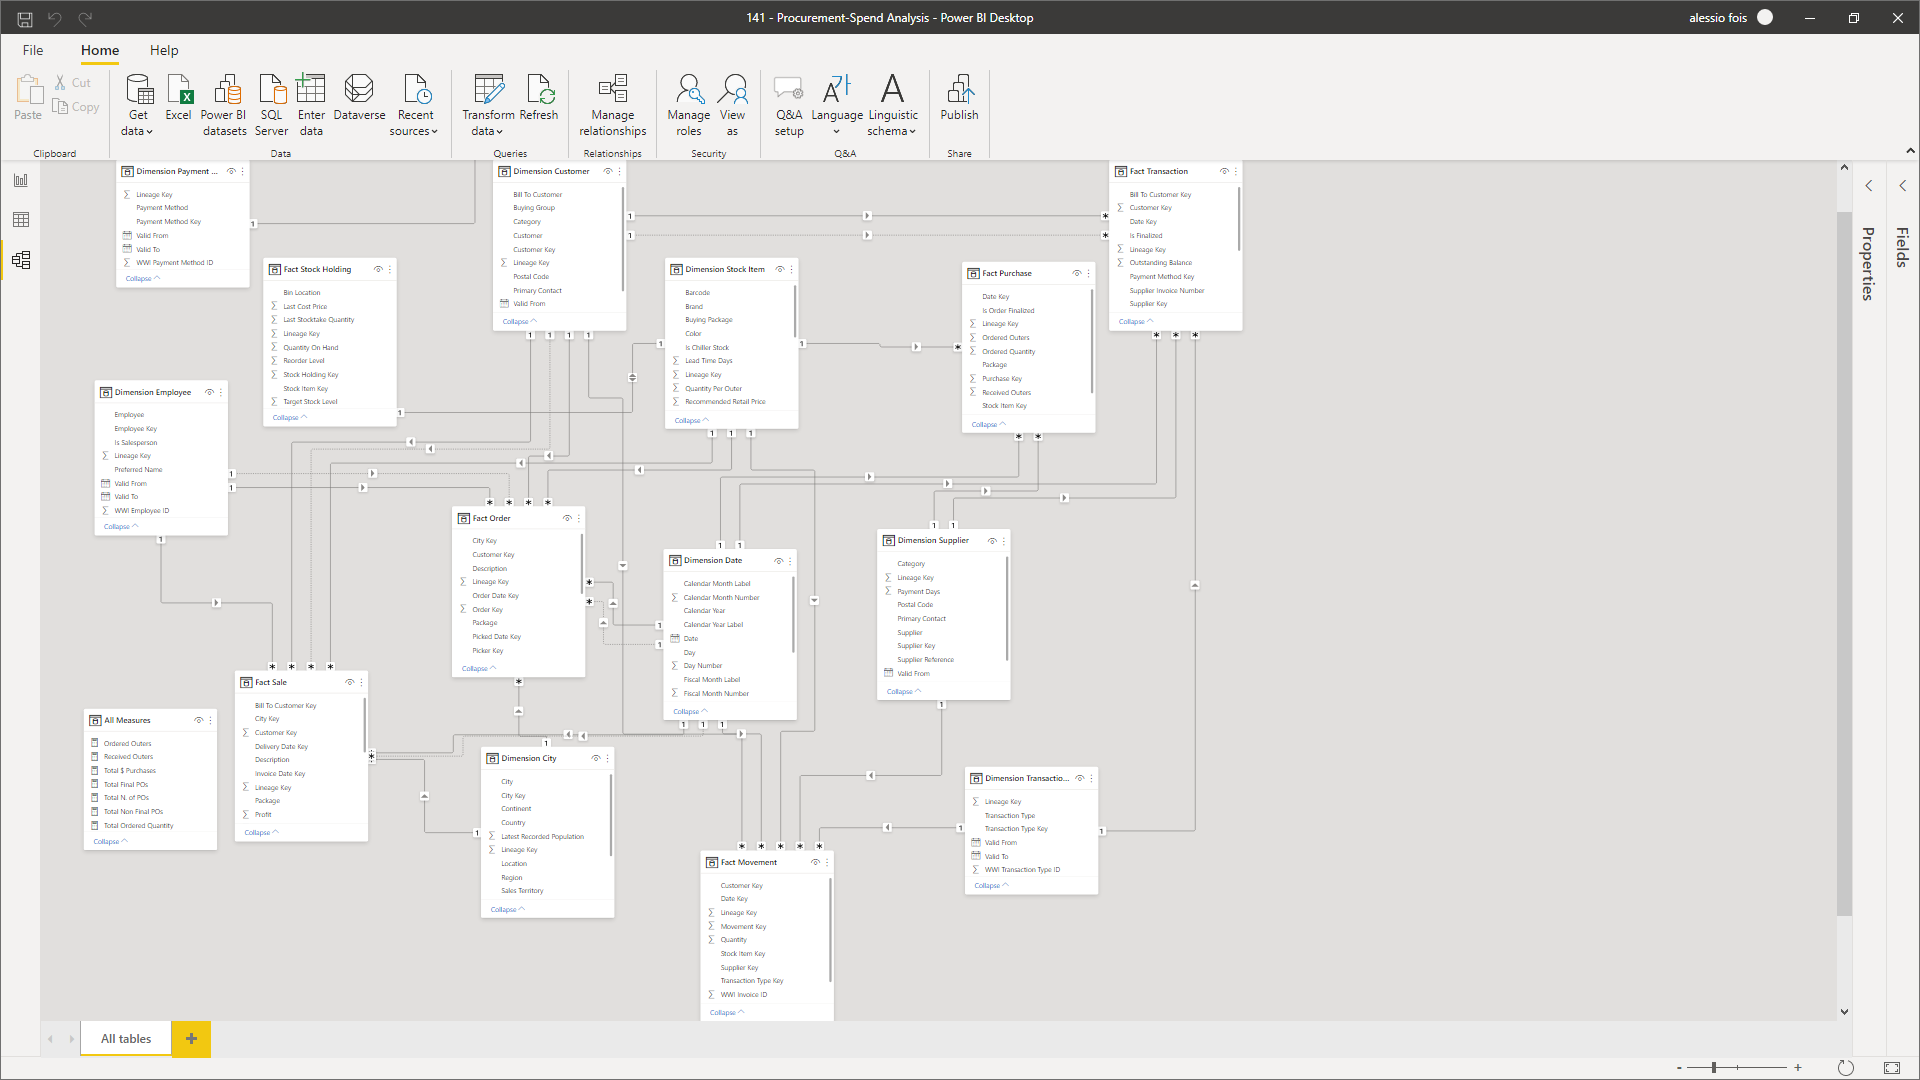 141 - Procurement-Spend Analysis - Power BI Desktop
alessio fois
File
Home
Help
Paste
Cut
Copy
Clipboard
Get data
Excel
Power BI datasets
SQL Server
Enter data
Dataverse
Recent sources
Data
Transform data
Refresh
Queries
Manage relationships
Relationships
Manage roles
View as
Security
Q&A setup
Language
Linguistic schema
Q&A
Publish
Share
Dimension Payment ...
Lineage Key
Payment Method
Payment Method Key
Valid From
Valid To
WWI Payment Method ID
Collapse
Dimension Customer
Bill To Customer
Buying Group
Category
Customer
Customer Key
Lineage Key
Postal Code
Primary Contact
Valid From
Collapse
Fact Transaction
Bill To Customer Key
Customer Key
Date Key
Is Finalized
Lineage Key
Outstanding Balance
Payment Method Key
Supplier Invoice Number
Supplier Key
Collapse
Fact Stock Holding
Bin Location
Last Cost Price
Last Stocktake Quantity
Lineage Key
Quantity On Hand
Reorder Level
Stock Holding Key
Stock Item Key
Target Stock Level
Collapse
Dimension Stock Item
Barcode
Brand
Buying Package
Color
Is Chiller Stock
Lead Time Days
Lineage Key
Quantity Per Outer
Recommended Retail Price
Collapse
Fact Purchase
Date Key
Is Order Finalized
Lineage Key
Ordered Outers
Ordered Quantity
Package
Purchase Key
Received Outers
Stock Item Key
Collapse
Dimension Employee
Employee
Employee Key
Is Salesperson
Lineage Key
Preferred Name
Valid From
Valid To
WWI Employee ID
Collapse
Fact Order
City Key
Customer Key
Description
Lineage Key
Order Date Key
Order Key
Package
Picked Date Key
Picker Key
Collapse
Dimension Date
Calendar Month Label
Calendar Month Number
Calendar Year
Calendar Year Label
Date
Day
Day Number
Fiscal Month Label
Fiscal Month Number
Collapse
Dimension Supplier
Category
Lineage Key
Payment Days
Postal Code
Primary Contact
Supplier
Supplier Key
Supplier Reference
Valid From
Collapse
Fact Sale
Bill To Customer Key
City Key
Customer Key
Delivery Date Key
Description
Invoice Date Key
Lineage Key
Package
Profit
Collapse
All Measures
Ordered Outers
Received Outers
Total $ Purchases
Total Final POs
Total N. of POs
Total Non Final POs
Total Ordered Quantity
Collapse
Dimension City
City
City Key
Continent
Country
Latest Recorded Population
Lineage Key
Location
Region
Sales Territory
Collapse
Dimension Transactio...
Lineage Key
Transaction Type
Transaction Type Key
Valid From
Valid To
WWI Transaction Type ID
Collapse
Fact Movement
Customer Key
Date Key
Lineage Key
Movement Key
Quantity
Stock Item Key
Supplier Key
Transaction Type Key
WWI Invoice ID
Collapse
Properties
Fields
All tables